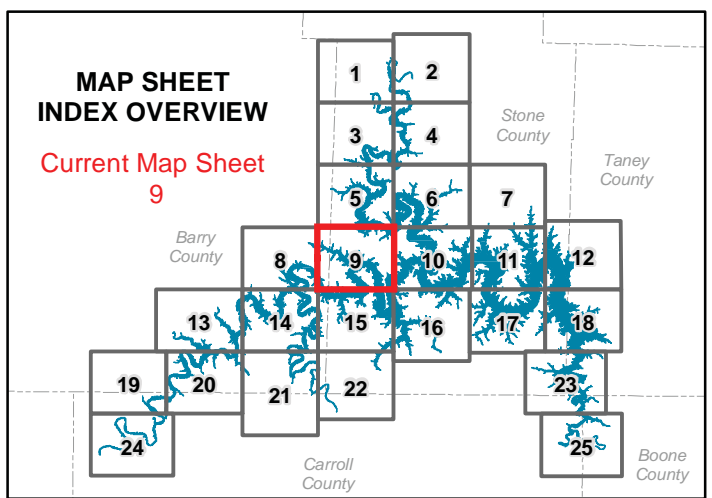 MAP SHEET
INDEX OVERVIEW
Current Map Sheet
9
1
2
3
4
Stone
County
Taney
County
5
6
7
Barry
County
8
9
10
11
12
13
14
15
16
17
18
19
20
21
22
23
24
25
Carroll
County
Boone
County